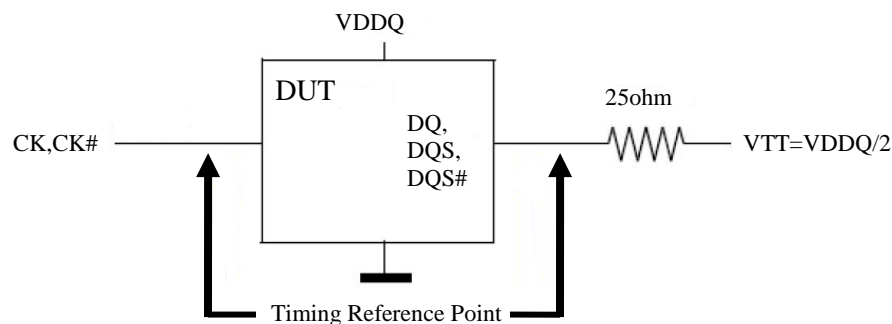 VDDQ
DUT
25ohm
CK,CK#
DQ,
DQS,
DQS#
VTT=VDDQ/2
Timing Reference Point